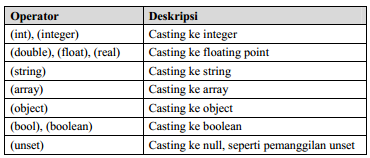 Operator Deskripsi
(int), (integer) Casting ke integer
(double), (float), (real) Casting ke floating point
(string) Casting ke string
(array) Casting ke array
(object) Casting ke object
(bool), (boolean) Casting ke boolean
(unset) Casting ke null, seperti pemanggilan unset